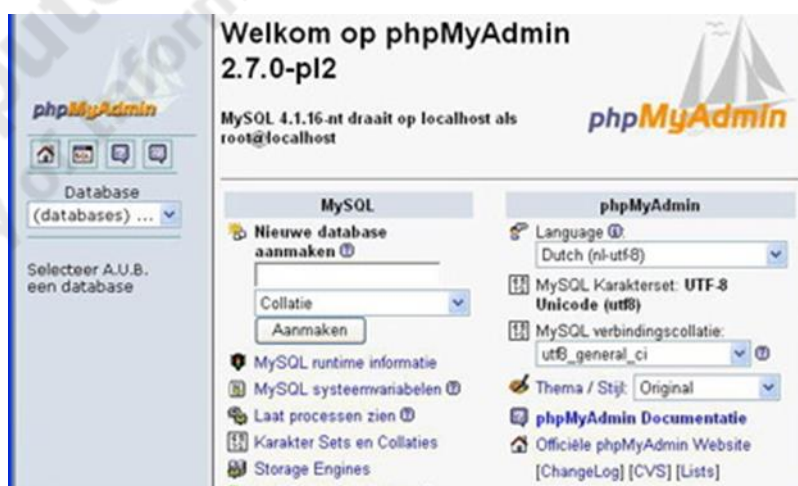 phpMyAdmin
Database
(databases) ...
Selecteer A.U.B.
een database
Welkom op phpMyAdmin
2.7.0-pl2
MySQL 4.1.16-nt draait op localhost als
root@localhost
phpMyAdmin
MySQL
Nieuwe database
aanmaken
Collatie
Aanmaken
MySQL runtime informatie
MySQL systeemvariabelen
Laat processen zien
Karakter Sets en Collaties
Storage Engines
phpMyAdmin
Language
Dutch (nl-utf-8)
MySQL Karakterset: UTF-8
Unicode (utf8)
MySQL verbindingscollatie:
utf8_general_ci
Thema / Stijl: Original
phpMyAdmin Documentatie
Officiële phpMyAdmin Website
[ChangeLog] [CVS] [Lists]